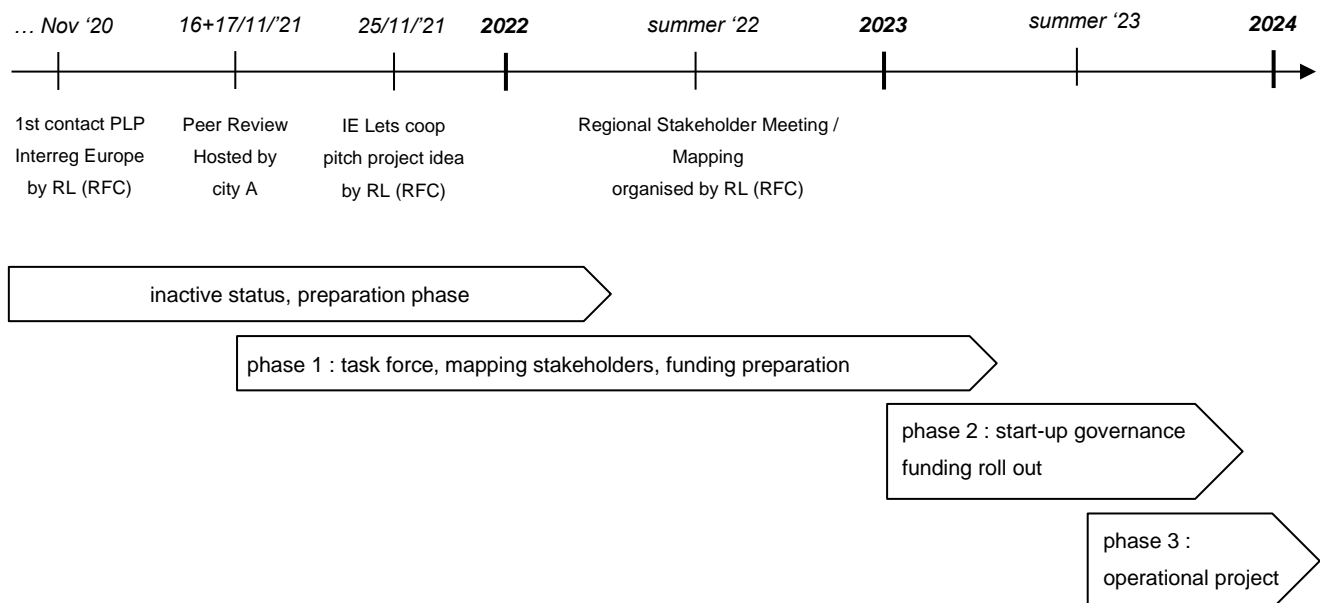 … Nov ‘20 16+17/11/’21 25/11/’21 2022 summer ‘22 2023 summer ‘23 2024
1st contact PLP
Interreg Europe
by RL (RFC)
Peer Review
Hosted by
city A
IE Lets coop
pitch project idea
by RL (RFC)
Regional Stakeholder Meeting /
Mapping
organised by RL (RFC)
inactive status, preparation phase
phase 1 : task force, mapping stakeholders, funding preparation
phase 2 : start-up governance
funding roll out
phase 3 :
operational project